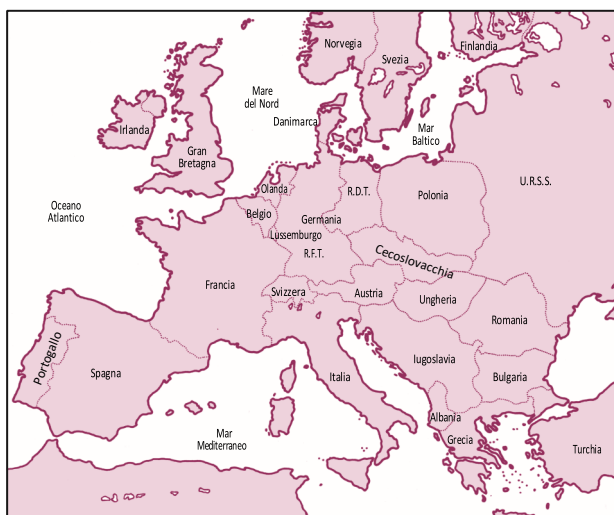 Norvegia
Svezia
Finlandia
Mare
del Nord
Danimarca
Mar
Baltico
Irlanda
Gran
Bretagna
U.R.S.S.
Olanda
R.D.T.
Polonia
Oceano
Atlantico
Belgio
Germania
Lussemburgo
R.F.T.
Cecoslovacchia
Francia
Svizzera
Austria
Ungheria
Romania
Portogallo
Spagna
Italia
Iugoslavia
Bulgaria
Albania
Mar
Mediterraneo
Grecia
Turchia